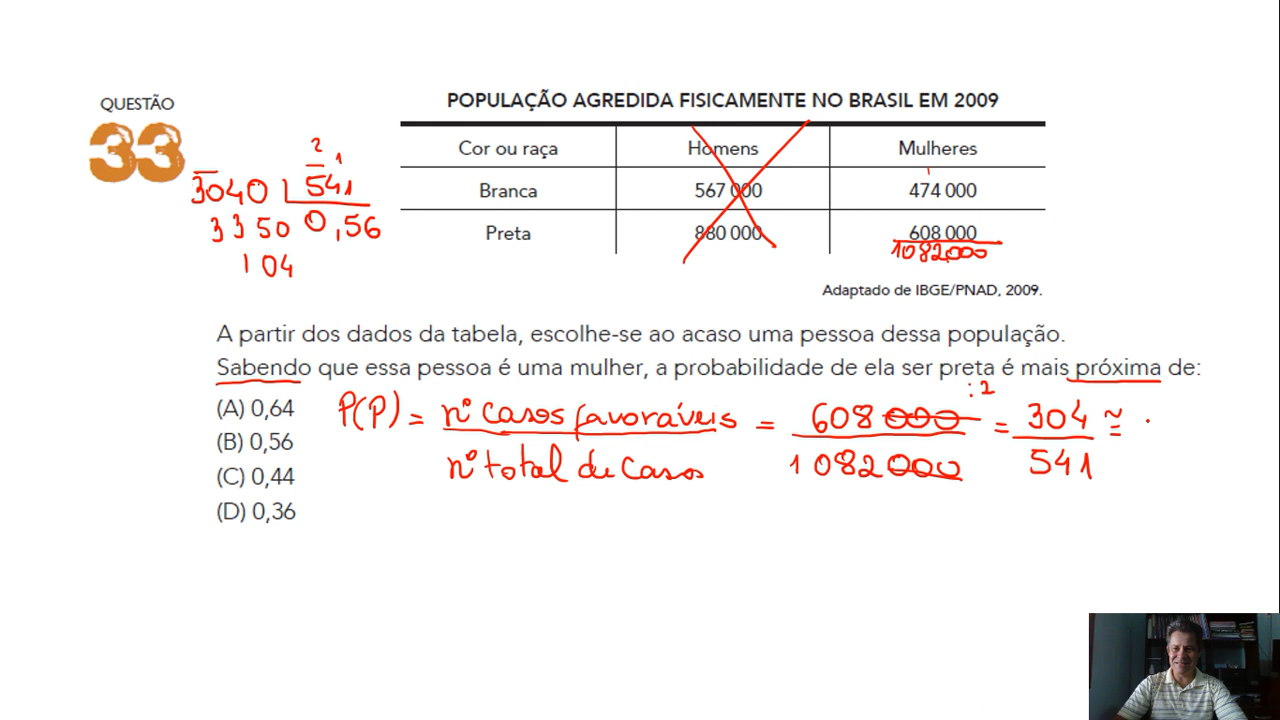 QUESTÃO
33
POPULAÇÃO AGREDIDA FISICAMENTE NO BRASIL EM 2009
Cor ou raça Homens Mulheres
Branca 567 000 474 000
Preta 880 000 608 000
1082000
Adaptado de IBGE/PNAD, 2009.
2 1
3040 541
3350 0,56
104
A partir dos dados da tabela, escolhe-se ao acaso uma pessoa dessa população.
Sabendo que essa pessoa é uma mulher, a probabilidade de ela ser preta é mais próxima de:
(A) 0,64
(B) 0,56
(C) 0,44
(D) 0,36
:2
P(P) = nº casos favoráveis = 608 000 = 304 ≅
nº total de casos 1082000 541